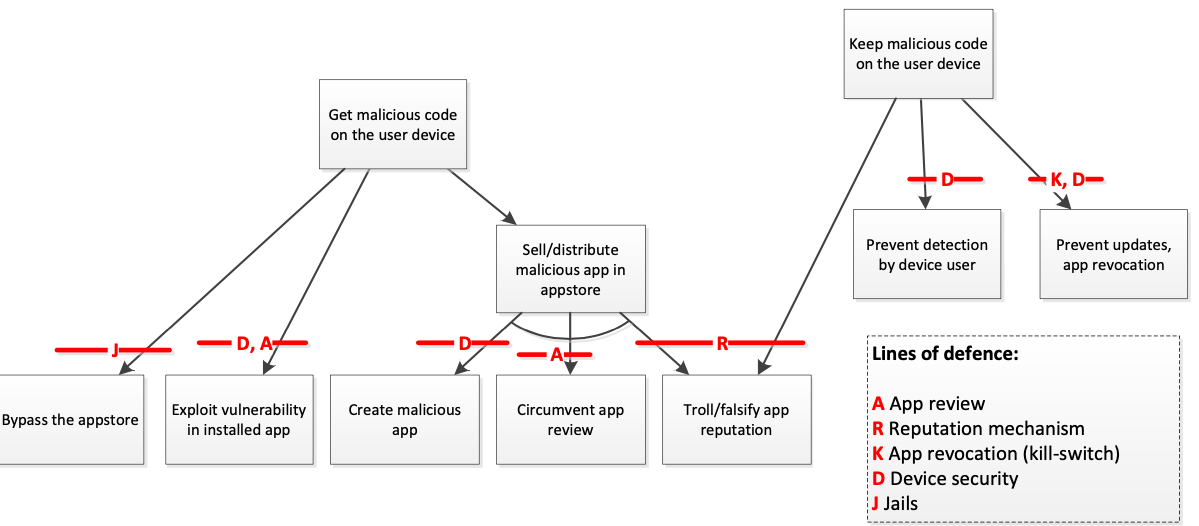 Keep malicious code
on the user device
Get malicious code
on the user device
D
K, D
Sell/distribute
malicious app in
appstore
Prevent detection
by device user
Prevent updates,
app revocation
J
D, A
D
A
R
Bypass the appstore
Exploit vulnerability
in installed app
Create malicious
app
Circumvent app
review
Troll/falsify app
reputation
Lines of defence:
A App review
R Reputation mechanism
K App revocation (kill-switch)
D Device security
J Jails